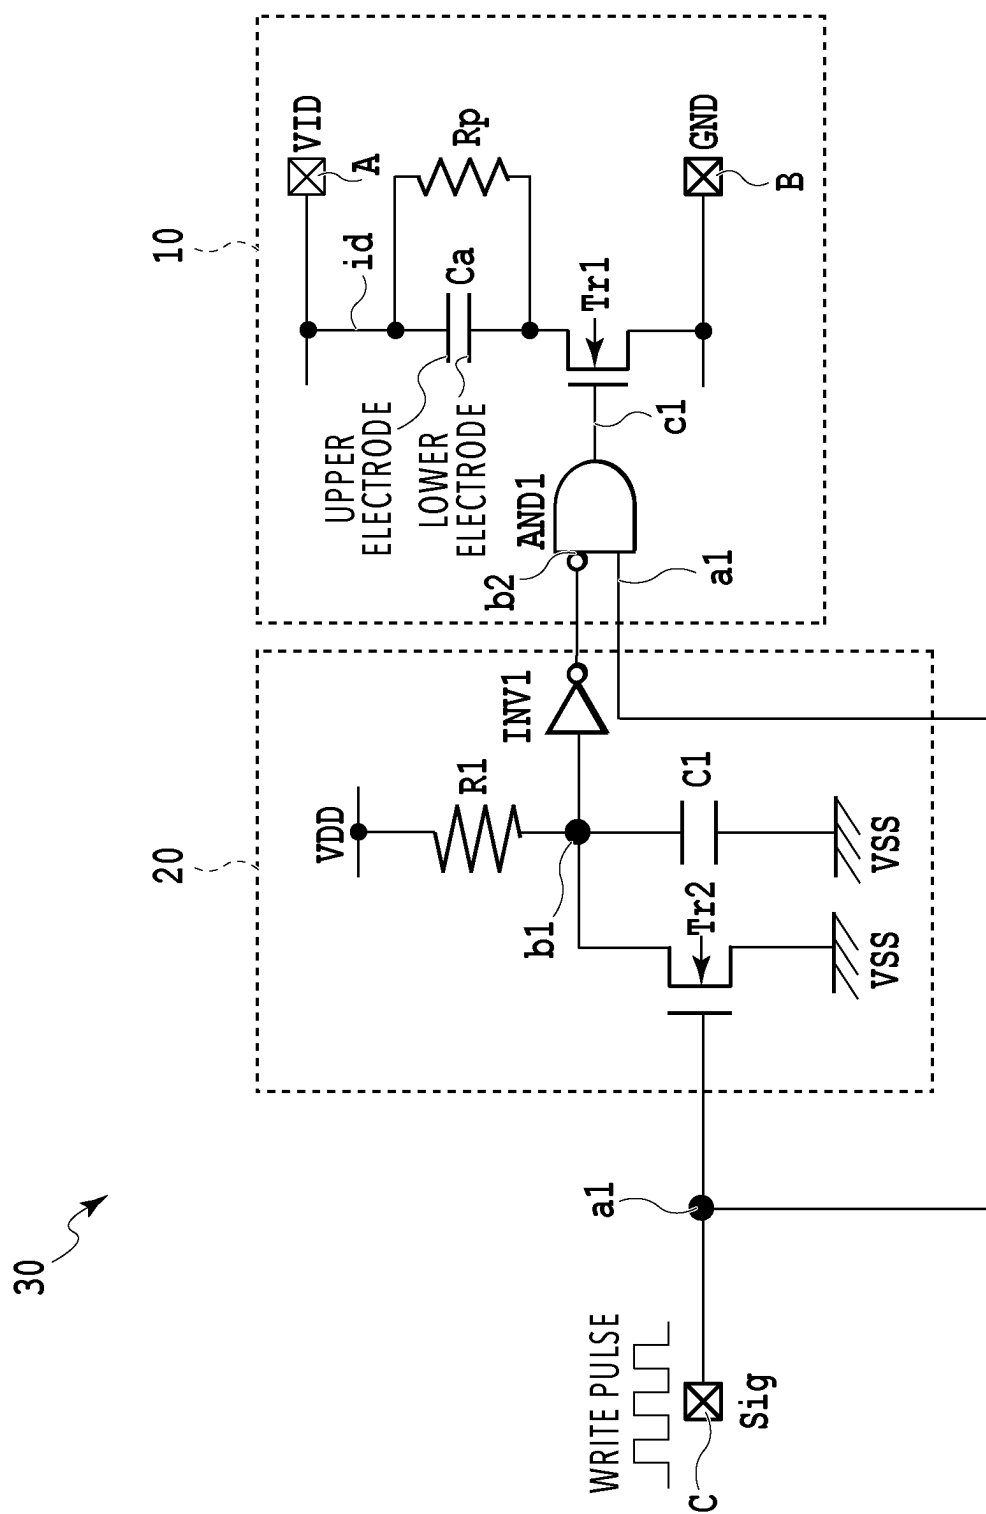 30
20
10
WRITE PULSE
C
Sig
a1
VDD
R1
b1
INV1
C1
Tr2
VSS
VSS
VID
A
id
UPPER
ELECTRODE
LOWER
ELECTRODE
Ca
Rp
b2
AND1
a1
c1
Tr1
GND
B